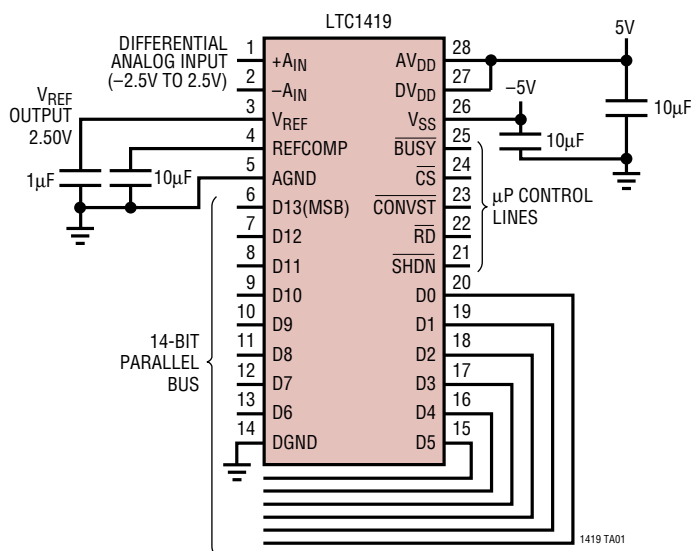 LTC1419
DIFFERENTIAL
ANALOG INPUT
(–2.5V TO 2.5V)
VREF
OUTPUT
2.50V
1μF
10μF
14-BIT
PARALLEL
BUS
1 +AIN
2 –AIN
3 VREF
4 REFCOMP
5 AGND
6 D13(MSB)
7 D12
8 D11
9 D10
10 D9
11 D8
12 D7
13 D6
14 DGND
AVDD 28
DVDD 27
VSS 26
BUSY 25
CS 24
CONVST 23
RD 22
SHDN 21
D0 20
D1 19
D2 18
D3 17
D4 16
D5 15
5V
–5V
10μF
10μF
μP CONTROL
LINES
1419 TA01